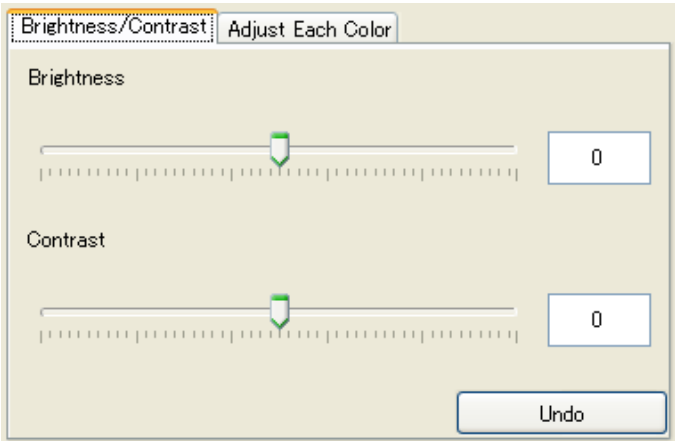 Brightness/Contrast Adjust Each Color
Brightness
0
Contrast
0
Undo